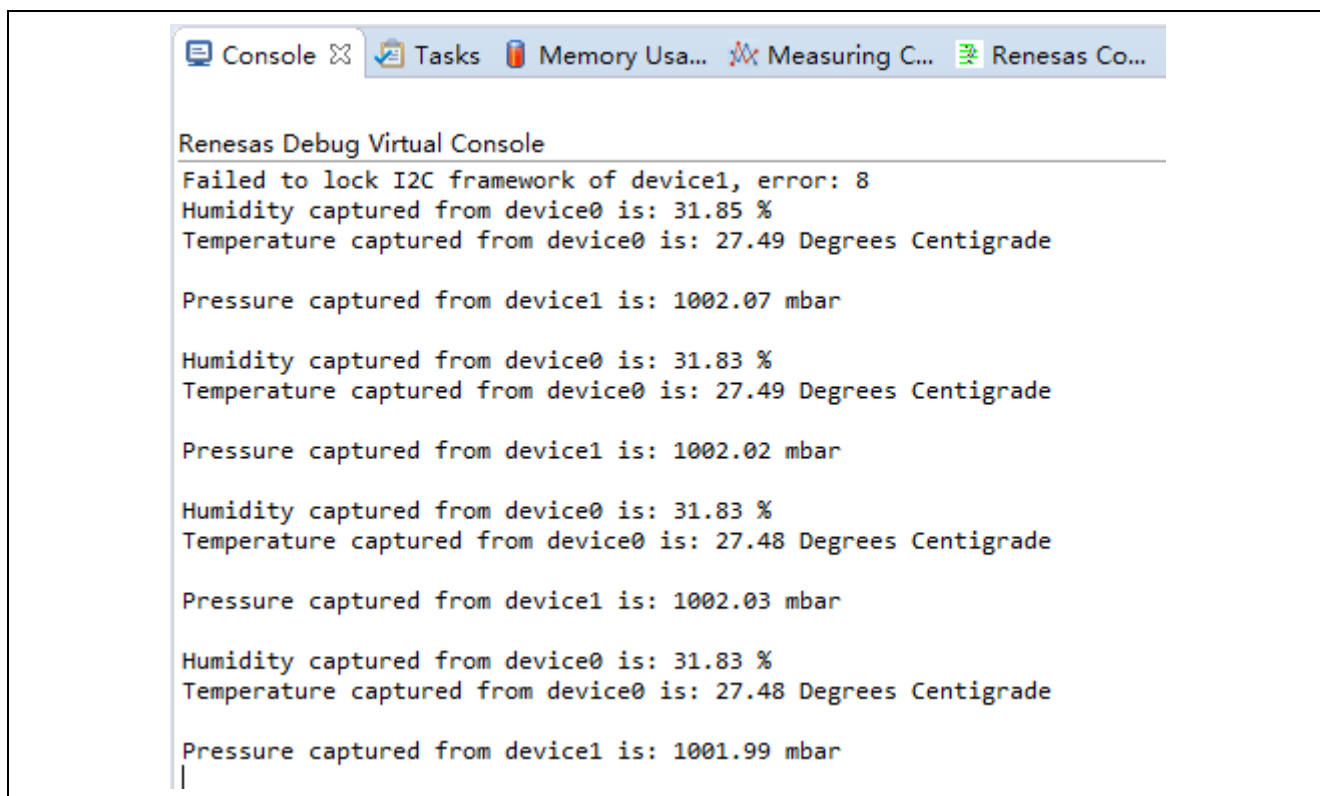 Console Tasks Memory Usa... Measuring C... Renesas Co...
Renesas Debug Virtual Console
Failed to lock I2C framework of device1, error: 8
Humidity captured from device0 is: 31.85 %
Temperature captured from device0 is: 27.49 Degrees Centigrade
Pressure captured from device1 is: 1002.07 mbar
Humidity captured from device0 is: 31.83 %
Temperature captured from device0 is: 27.49 Degrees Centigrade
Pressure captured from device1 is: 1002.02 mbar
Humidity captured from device0 is: 31.83 %
Temperature captured from device0 is: 27.48 Degrees Centigrade
Pressure captured from device1 is: 1002.03 mbar
Humidity captured from device0 is: 31.83 %
Temperature captured from device0 is: 27.48 Degrees Centigrade
Pressure captured from device1 is: 1001.99 mbar